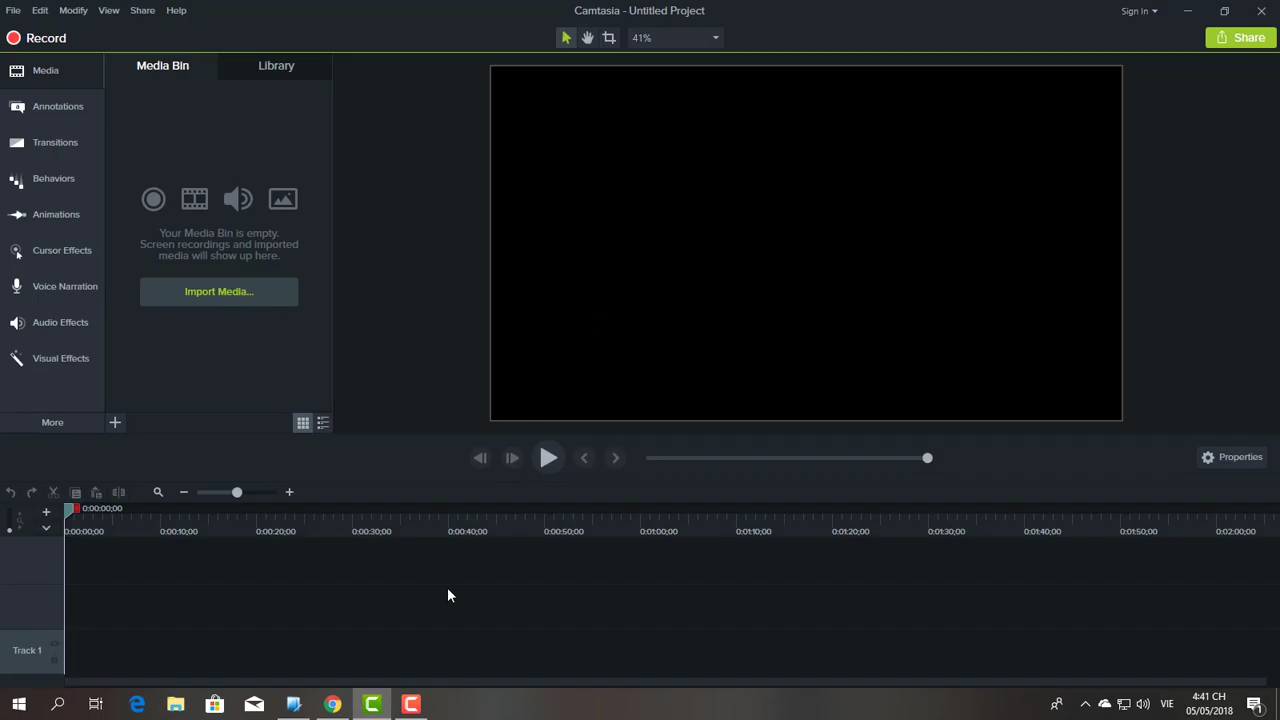 File Edit Modify View Share Help
Camtasia - Untitled Project
Sign In
Record
41%
Share
Media
Annotations
Transitions
Behaviors
Animations
Cursor Effects
Voice Narration
Audio Effects
Visual Effects
More
Media Bin
Library
Your Media Bin is empty.
Screen recordings and imported
media will show up here.
Import Media...
Properties
0:00:00;00
0:00:00;00 0:00:10;00 0:00:20;00 0:00:30;00 0:00:40;00 0:00:50;00 0:01:00;00 0:01:10;00 0:01:20;00 0:01:30;00 0:01:40;00 0:01:50;00 0:02:00;00
Track 1
VIE
4:41 CH
05/05/2018
1